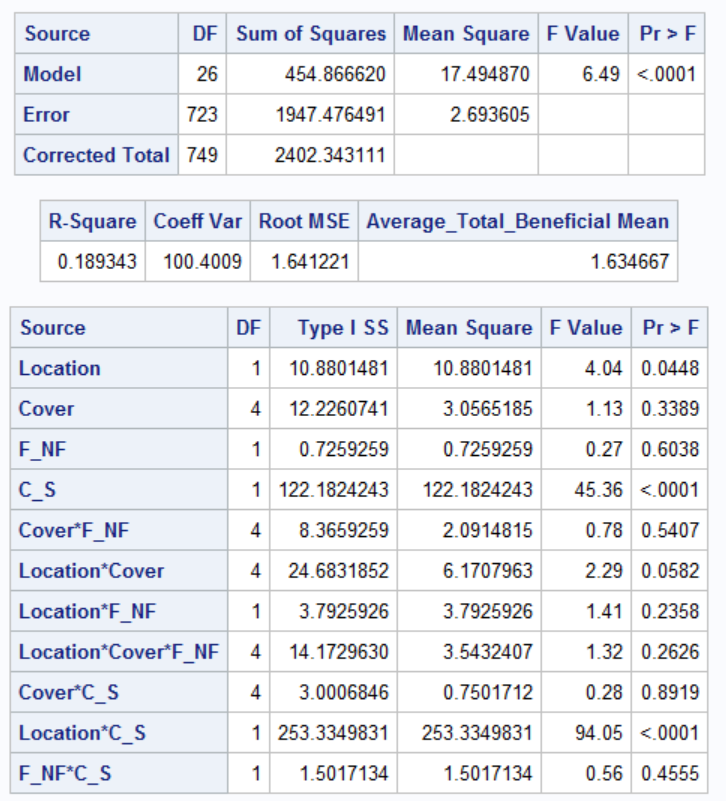 Source DF Sum of Squares Mean Square F Value Pr > F
Model 26 454.866620 17.494870 6.49 <.0001
Error 723 1947.476491 2.693605
Corrected Total 749 2402.343111
R-Square Coeff Var Root MSE Average_Total_Beneficial Mean
0.189343 100.4009 1.641221 1.634667
Source DF Type I SS Mean Square F Value Pr > F
Location 1 10.8801481 10.8801481 4.04 0.0448
Cover 4 12.2260741 3.0565185 1.13 0.3389
F_NF 1 0.7259259 0.7259259 0.27 0.6038
C_S 1 122.1824243 122.1824243 45.36 <.0001
Cover*F_NF 4 8.3659259 2.0914815 0.78 0.5407
Location*Cover 4 24.6831852 6.1707963 2.29 0.0582
Location*F_NF 1 3.7925926 3.7925926 1.41 0.2358
Location*Cover*F_NF 4 14.1729630 3.5432407 1.32 0.2626
Cover*C_S 4 3.0006846 0.7501712 0.28 0.8919
Location*C_S 1 253.3349831 253.3349831 94.05 <.0001
F_NF*C_S 1 1.5017134 1.5017134 0.56 0.4555